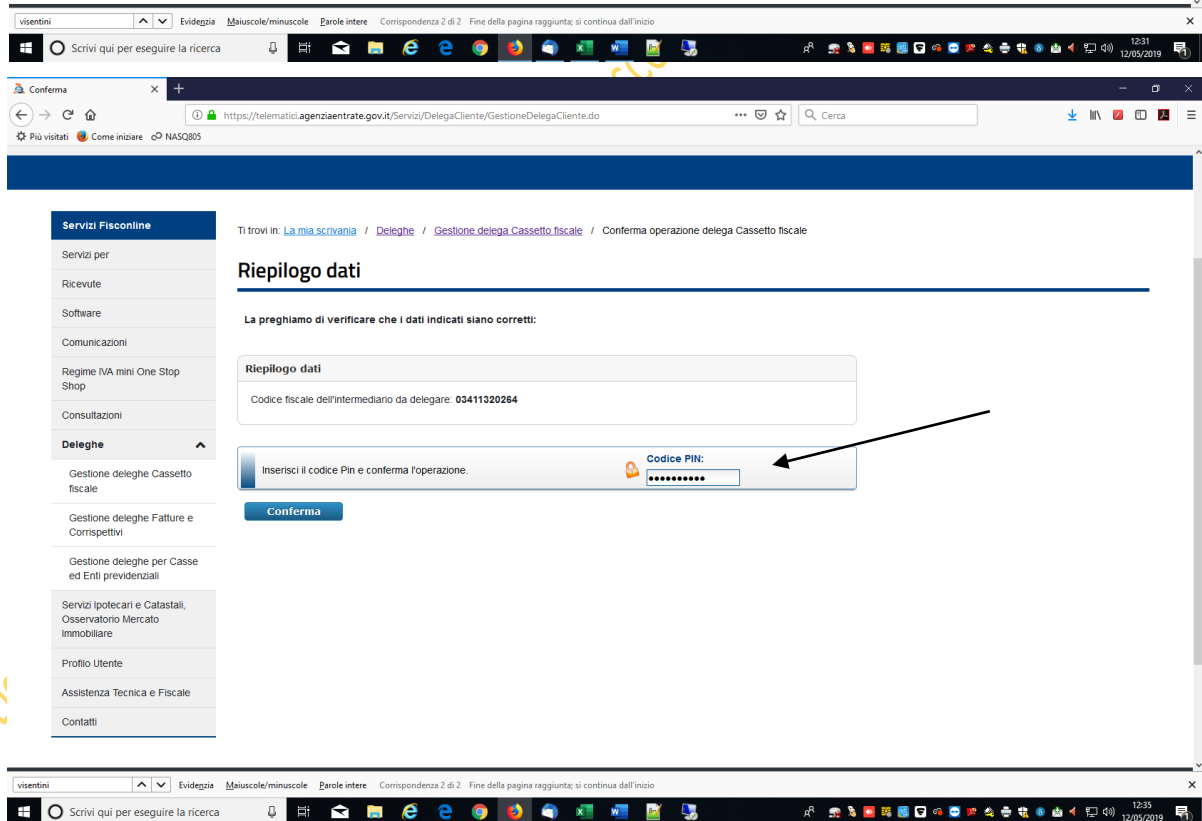 visentini Evidenzia Maiuscole/minuscole Parole intere Corrispondenza 2 di 2 Fine della pagina raggiunta; si continua dall'inizio
Scrivi qui per eseguire la ricerca
12:31
12/05/2019
Conferma
https://telematici.agenziaentrate.gov.it/Servizi/DelegaCliente/GestioneDelegaCliente.do
Cerca
Più visitati Come iniziare NASQ805
Servizi Fisconline
Servizi per
Ricevute
Software
Comunicazioni
Regime IVA mini One Stop
Shop
Consultazioni
Deleghe
Gestione deleghe Cassetto
fiscale
Gestione deleghe Fatture e
Corrispettivi
Gestione deleghe per Casse
ed Enti previdenziali
Servizi Ipotecari e Catastali,
Osservatorio Mercato
Immobiliare
Profilo Utente
Assistenza Tecnica e Fiscale
Contatti
Ti trovi in: La mia scrivania / Deleghe / Gestione delega Cassetto fiscale / Conferma operazione delega Cassetto fiscale
Riepilogo dati
La preghiamo di verificare che i dati indicati siano corretti:
Riepilogo dati
Codice fiscale dell'intermediario da delegare: 03411320264
Inserisci il codice Pin e conferma l'operazione.
Codice PIN:
••••••••••
Conferma
visentini Evidenzia Maiuscole/minuscole Parole intere Corrispondenza 2 di 2 Fine della pagina raggiunta; si continua dall'inizio
Scrivi qui per eseguire la ricerca
12:35
12/05/2019